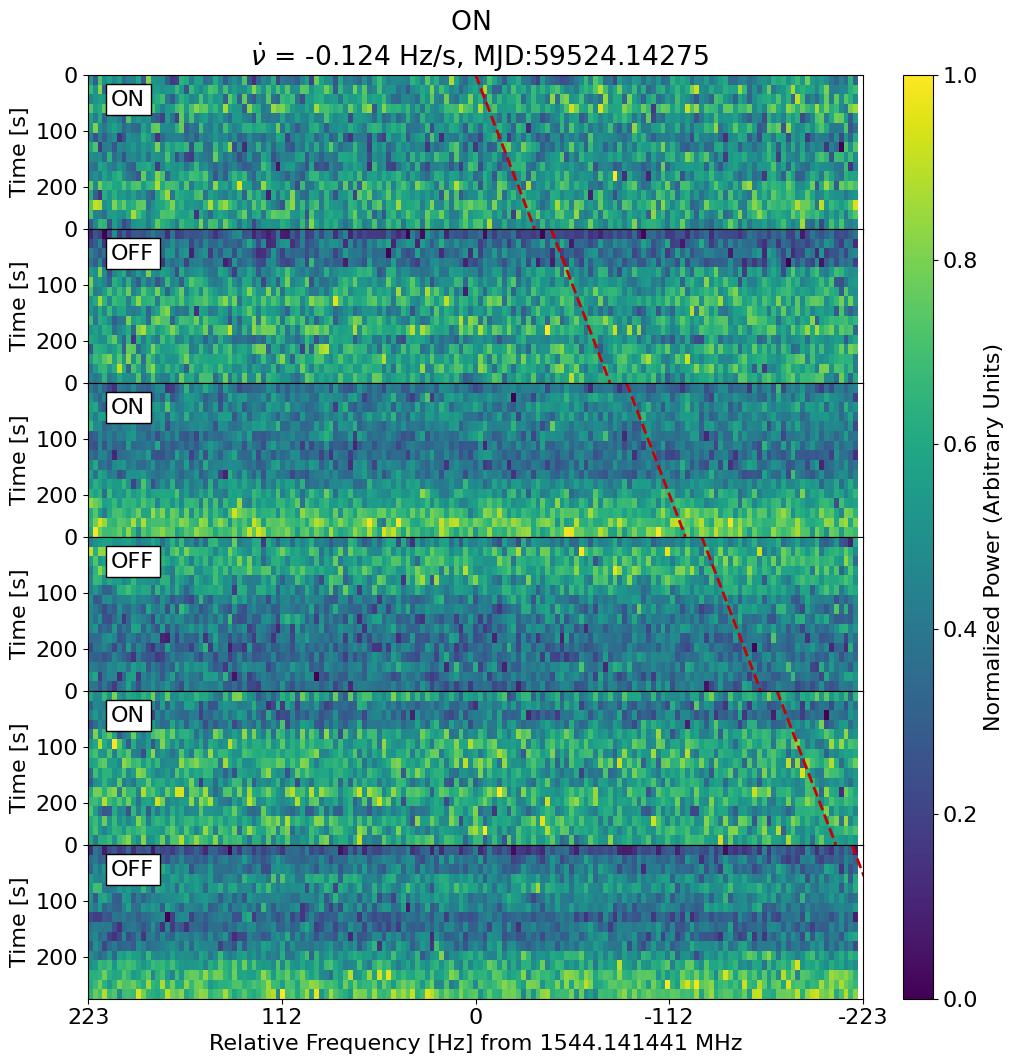 ON
ν̇ = -0.124 Hz/s, MJD:59524.14275
0
ON
100
200
Time [s]
0
OFF
100
200
Time [s]
0
ON
100
200
Time [s]
0
OFF
100
200
Time [s]
0
ON
100
200
Time [s]
0
OFF
100
200
Time [s]
223 112 0 -112 -223
Relative Frequency [Hz] from 1544.141441 MHz
1.0
0.8
0.6
0.4
0.2
0.0
Normalized Power (Arbitrary Units)